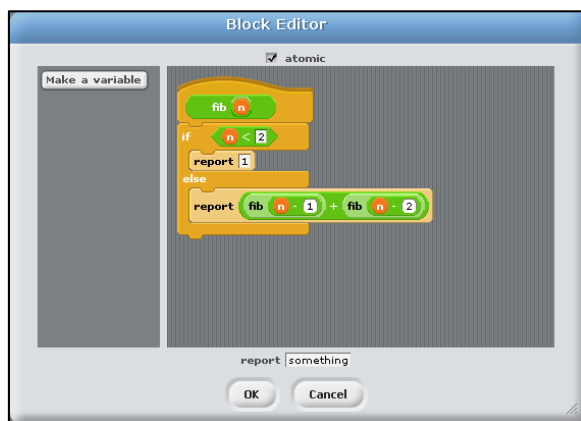 Block Editor
atomic
Make a variable
fib n
if n < 2
report 1
else
report fib n - 1 + fib n - 2
report something
OK Cancel